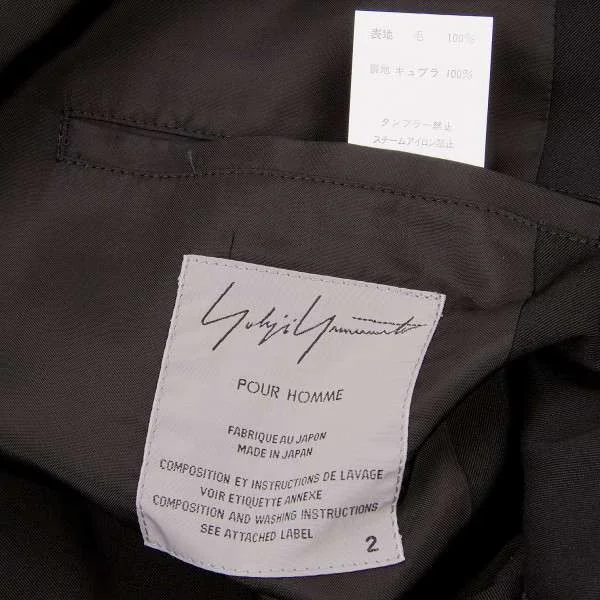 表地 毛 100%
裏地 キュプラ 100%
タンブラー禁止
スチームアイロン禁止
Yohji Yamamoto
POUR HOMME
FABRIQUE AU JAPON
MADE IN JAPAN
COMPOSITION ET INSTRUCTIONS DE LAVAGE
VOIR ETIQUETTE ANNEXE
COMPOSITION AND WASHING INSTRUCTIONS
SEE ATTACHED LABEL
2